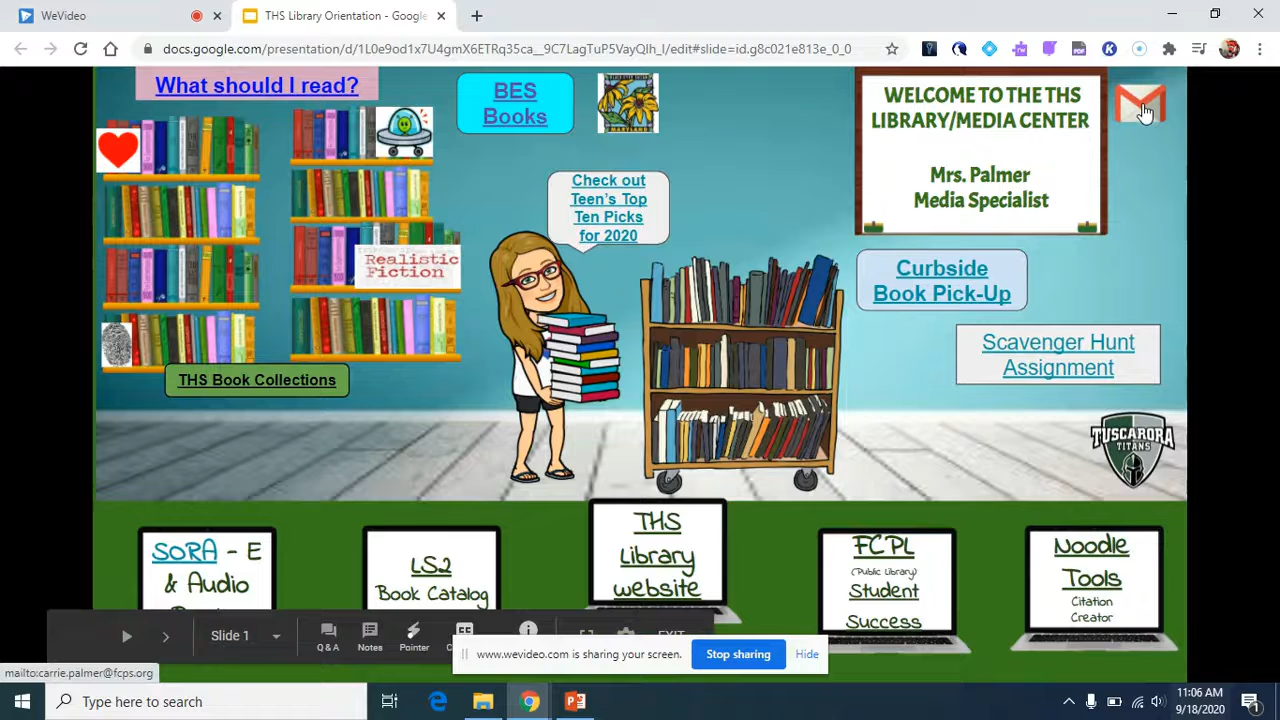 WeVideo
THS Library Orientation - Google
docs.google.com/presentation/d/1L0e9od1x7U4gmX6ETRq35ca__9C7LagTuP5VayQlh_I/edit#slide=id.g8c021e813e_0_0
What should I read?
BES
Books
WELCOME TO THE THS
LIBRARY/MEDIA CENTER
Mrs. Palmer
Media Specialist
Check out
Teen's Top
Ten Picks
for 2020
Realistic
Fiction
Curbside
Book Pick-Up
Scavenger Hunt
Assignment
THS Book Collections
TUSCARORA
TITANS
SORA - E
& Audio
LS2
Book Catalog
THS
Library
website
FCPL
(Public Library)
Student
Success
Noodle
Tools
Citation
Creator
Slide 1
Q & A
Notes
Pointer
EXIT
www.wevideo.com is sharing your screen.
Stop sharing
Hide
mailto:carrie.palmer@fcps.org
Type here to search
11:06 AM
9/18/2020